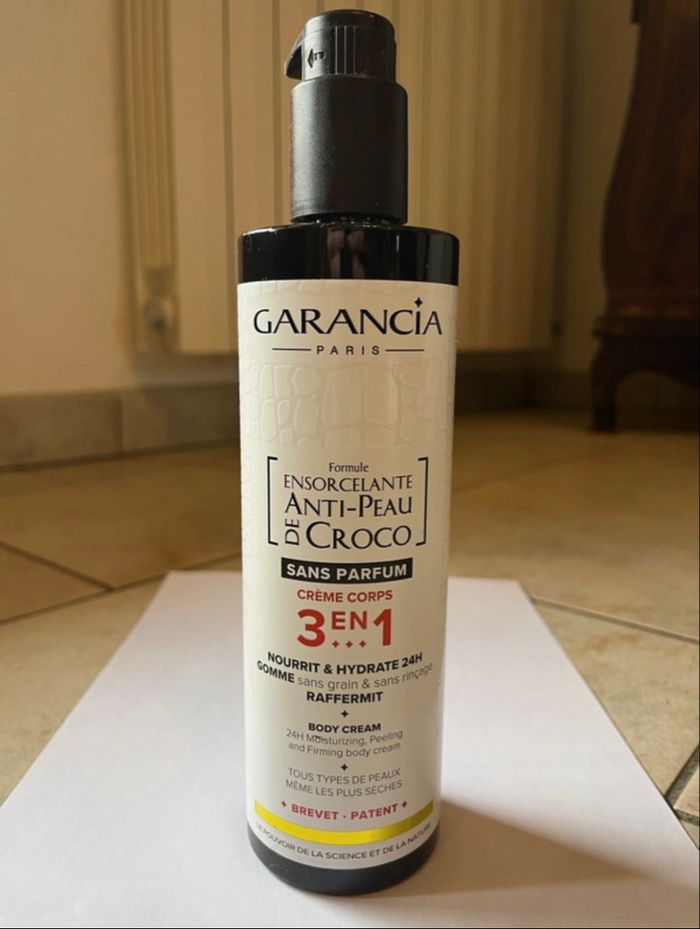 GARANCIA
PARIS
Formule
ENSORCELANTE
ANTI-PEAU
DE CROCO
SANS PARFUM
CRÈME CORPS
3 EN 1
NOURRIT & HYDRATE 24H
GOMME sans grain & sans rinçage
RAFFERMIT
BODY CREAM
24H Moisturizing, Peeling
and Firming body cream
TOUS TYPES DE PEAUX
MÊME LES PLUS SÈCHES
BREVET · PATENT
LE POUVOIR DE LA SCIENCE ET DE LA NATURE